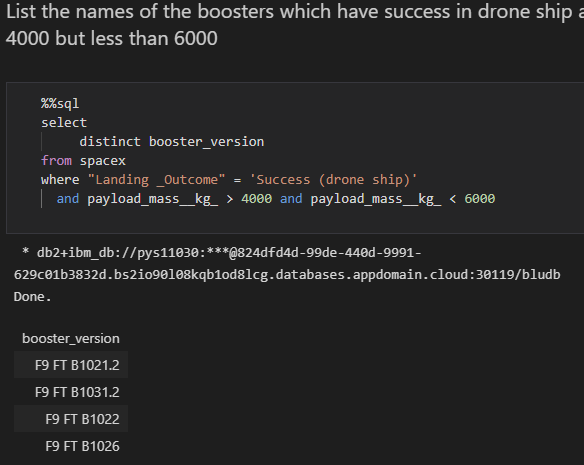 List the names of the boosters which have success in drone ship a
4000 but less than 6000
%%sql
select
distinct booster_version
from spacex
where "Landing _Outcome" = 'Success (drone ship)'
and payload_mass__kg_ > 4000 and payload_mass__kg_ < 6000
* db2+ibm_db://pys11030:***@824dfd4d-99de-440d-9991-
629c01b3832d.bs2io90l08kqb1od8lcg.databases.appdomain.cloud:30119/bludb
Done.
booster_version
F9 FT B1021.2
F9 FT B1031.2
F9 FT B1022
F9 FT B1026